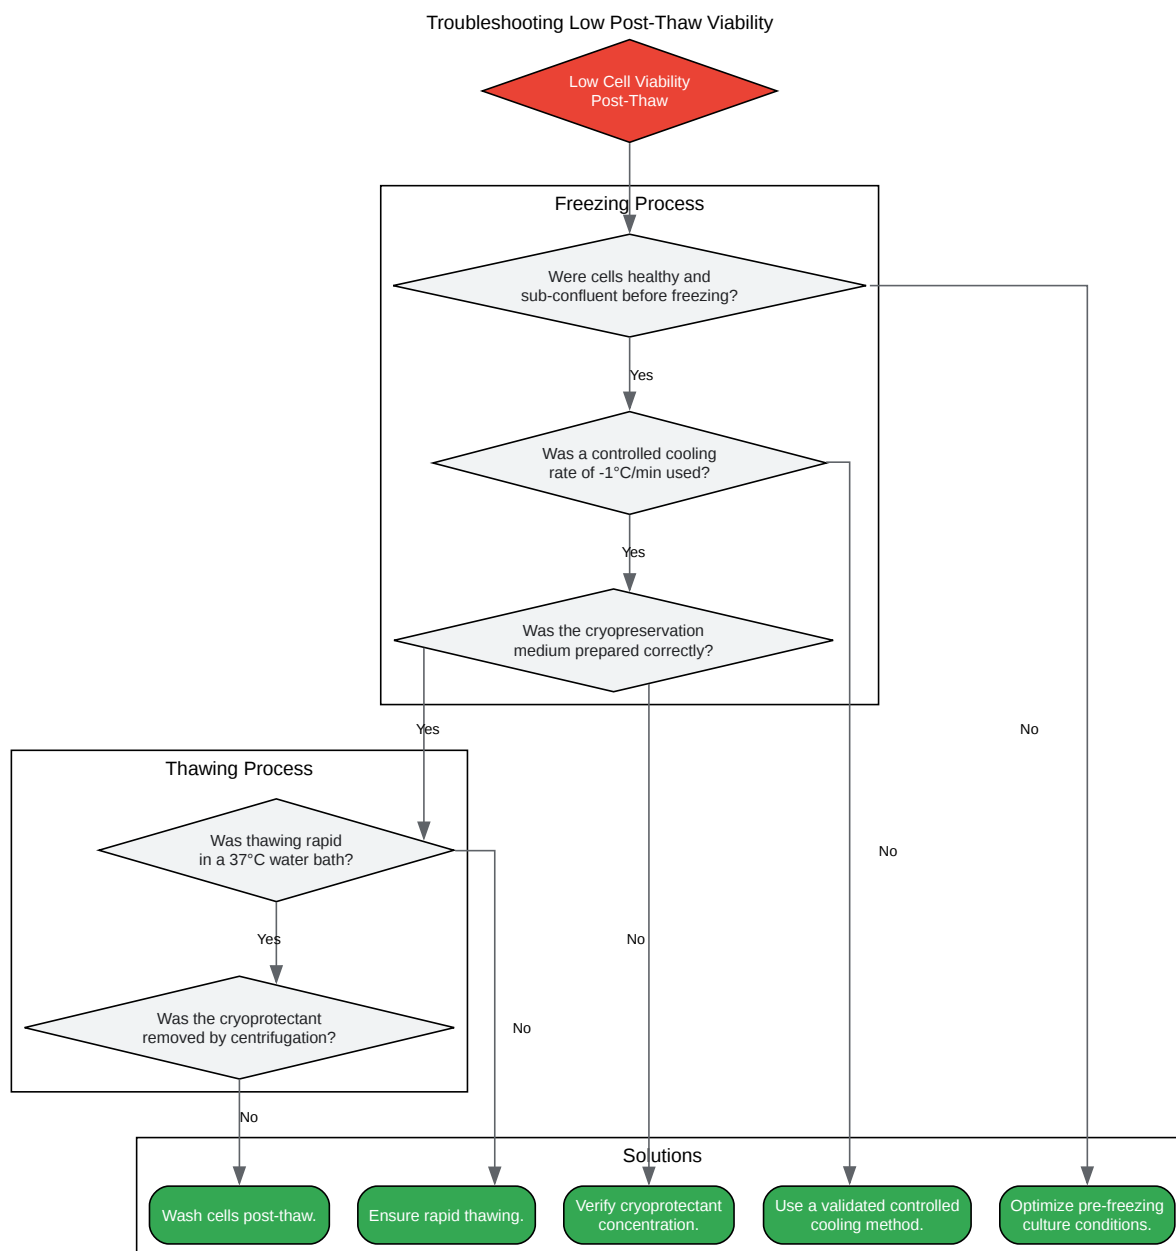 Troubleshooting Low Post-Thaw Viability
Low Cell Viability
Post-Thaw
Freezing Process
Were cells healthy and
sub-confluent before freezing?
Yes
Was a controlled cooling
rate of -1°C/min used?
Yes
Was the cryopreservation
medium prepared correctly?
Yes
No
Thawing Process
Was thawing rapid
in a 37°C water bath?
No
Yes
No
Was the cryoprotectant
removed by centrifugation?
No
No
Solutions
Wash cells post-thaw.
Ensure rapid thawing.
Verify cryoprotectant
concentration.
Use a validated controlled
cooling method.
Optimize pre-freezing
culture conditions.